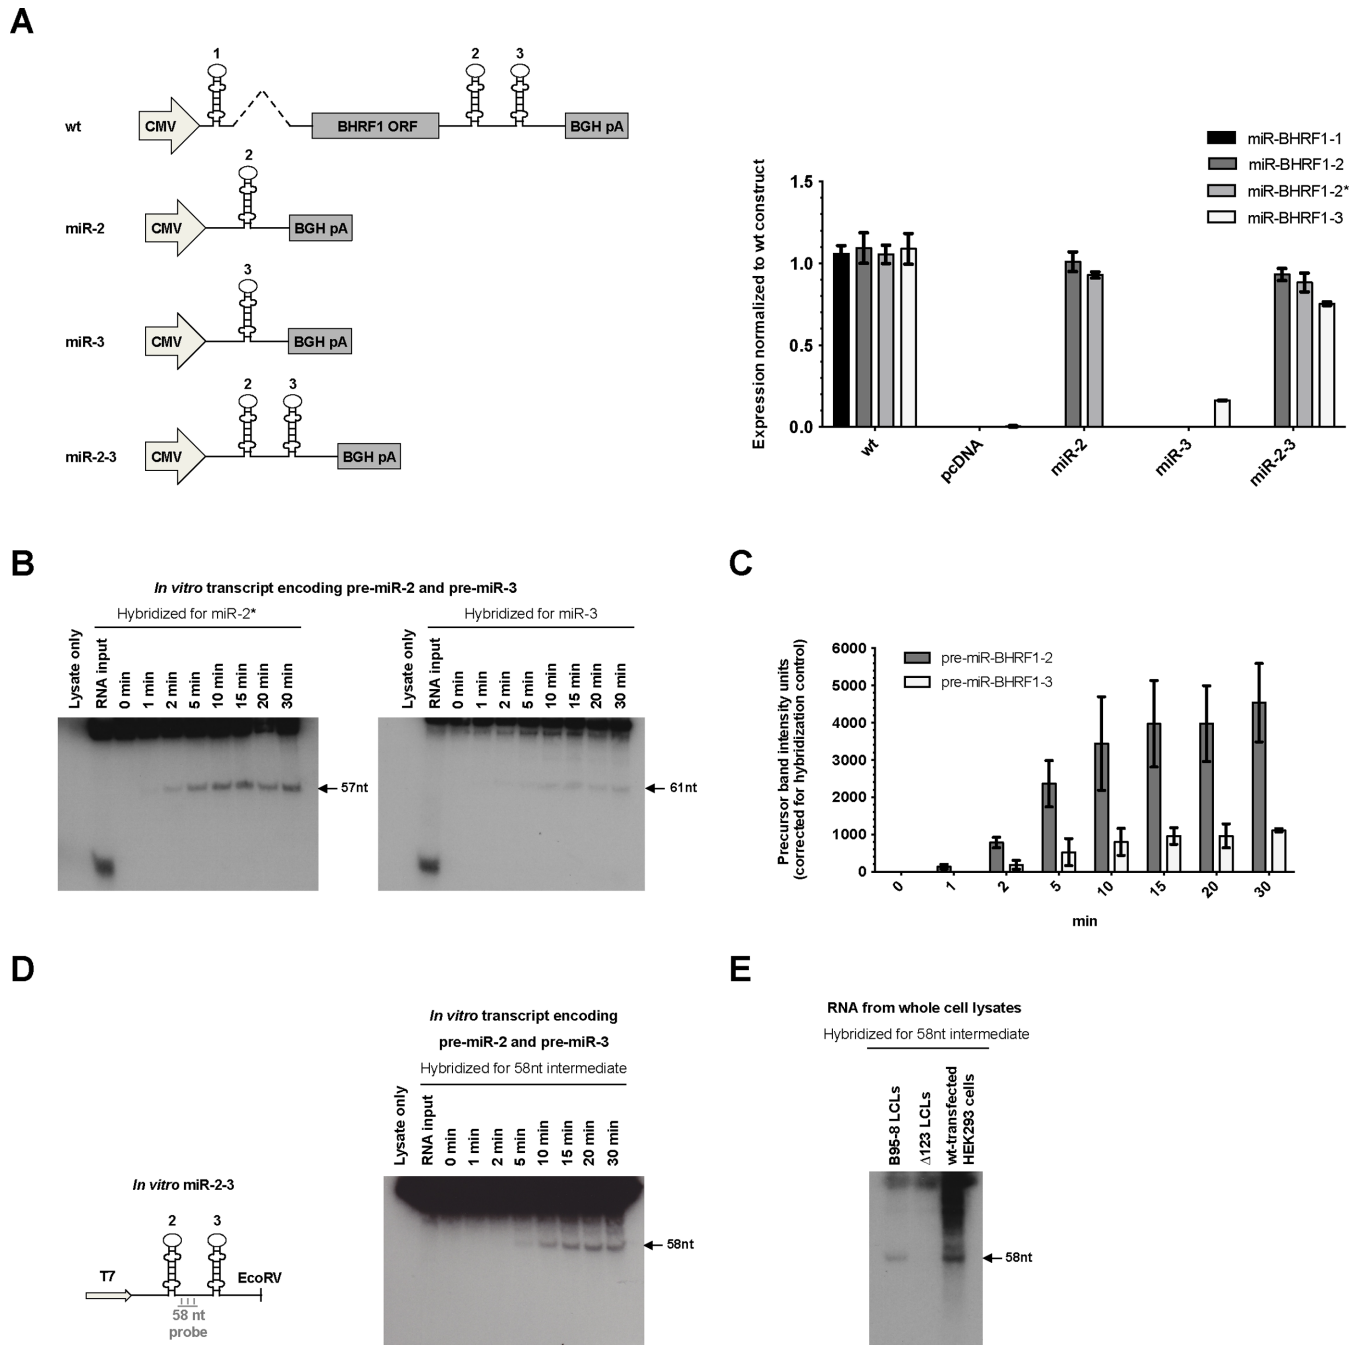 A
1
2
3
wt
CMV
BHRF1 ORF
BGH pA
2
miR-2
CMV
BGH pA
3
miR-3
CMV
BGH pA
2
3
miR-2-3
CMV
BGH pA
miR-BHRF1-1
miR-BHRF1-2
miR-BHRF1-2*
miR-BHRF1-3
Expression normalized to wt construct
1.5
1.0
0.5
0.0
wt
pcDNA
miR-2
miR-3
miR-2-3
B
In vitro transcript encoding pre-miR-2 and pre-miR-3
Hybridized for miR-2*
Lysate only
RNA input
0 min
1 min
2 min
5 min
10 min
15 min
20 min
30 min
57nt
Hybridized for miR-3
Lysate only
RNA input
0 min
1 min
2 min
5 min
10 min
15 min
20 min
30 min
61nt
C
Precursor band intensity units
(corrected for hybridization control)
6000
5000
4000
3000
2000
1000
0
pre-miR-BHRF1-2
pre-miR-BHRF1-3
0
1
2
5
10
15
20
30
min
D
In vitro miR-2-3
2
3
T7
EcoRV
58 nt
probe
In vitro transcript encoding
pre-miR-2 and pre-miR-3
Hybridized for 58nt intermediate
Lysate only
RNA input
0 min
1 min
2 min
5 min
10 min
15 min
20 min
30 min
58nt
E
RNA from whole cell lysates
Hybridized for 58nt intermediate
B95-8 LCLs
Δ123 LCLs
wt-transfected
HEK293 cells
58nt